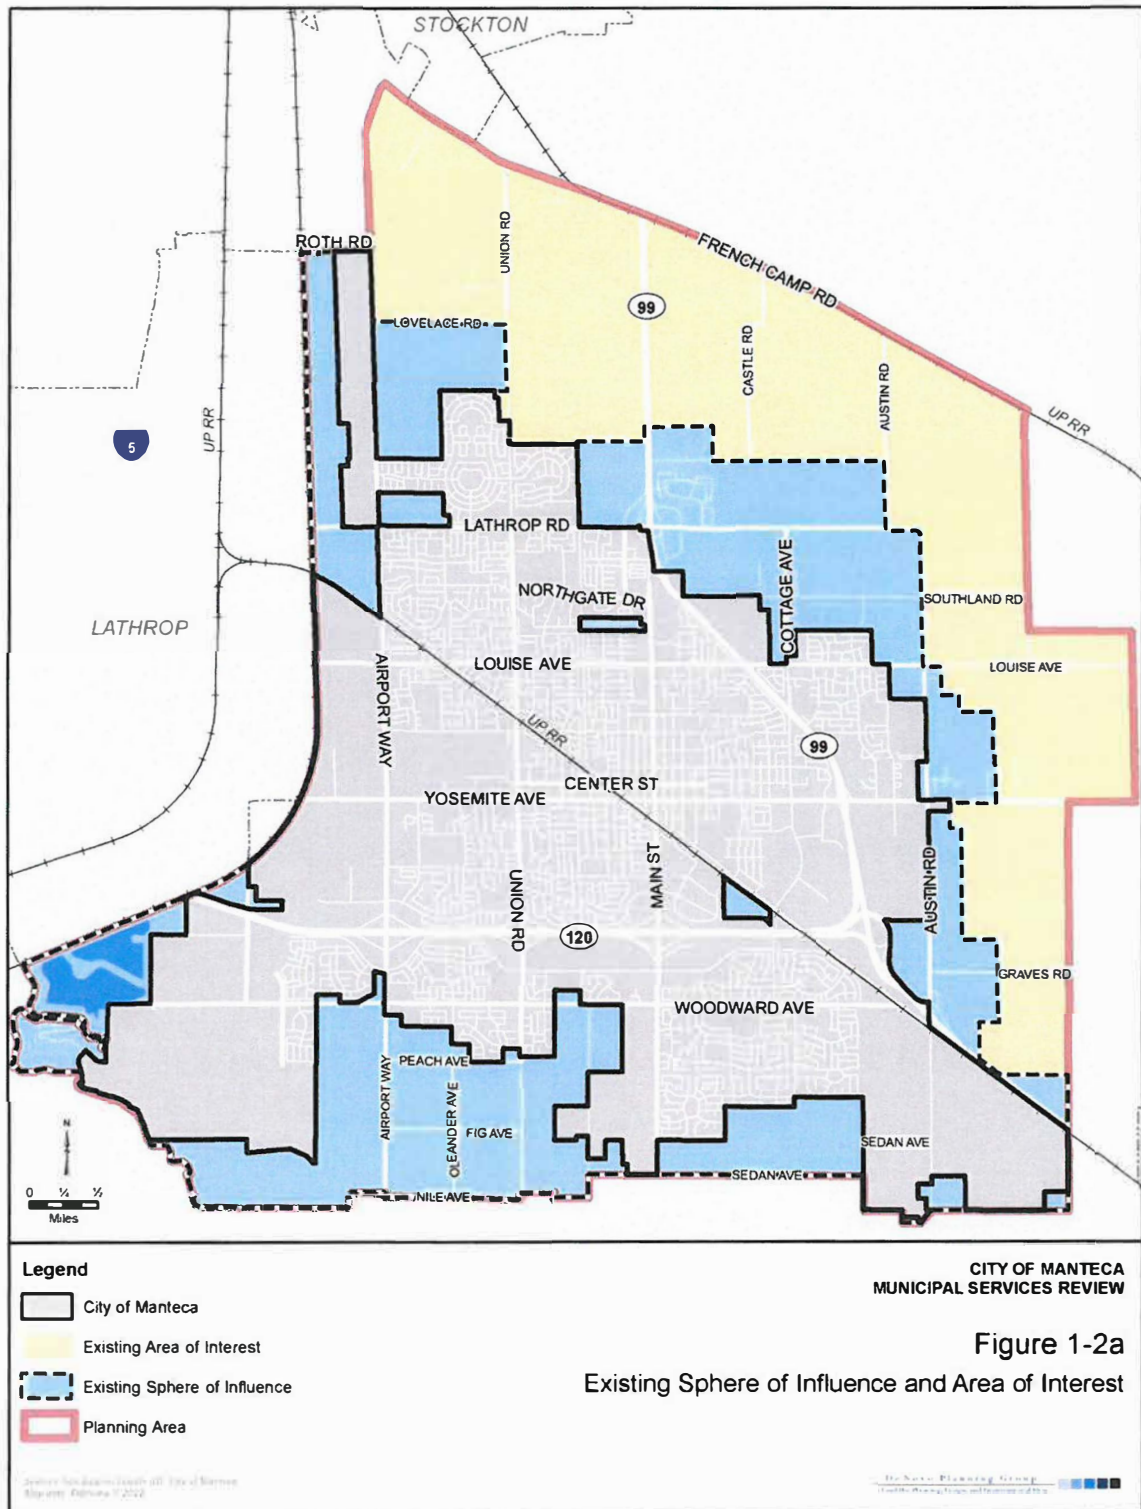 STOCKTON
ROTH RD
UNION RD
FRENCH CAMP RD
99
LOVELACE RD
CASTLE RD
AUSTIN RD
UP RR
UP RR
5
LATHROP RD
COTTAGE AVE
NORTHGATE DR
SOUTHLAND RD
LATHROP
LOUISE AVE
LOUISE AVE
AIRPORT WAY
UP RR
99
CENTER ST
YOSEMITE AVE
MAIN ST
UNION RD
AUSTIN RD
120
GRAVES RD
WOODWARD AVE
PEACH AVE
AIRPORT WAY
OLEANDER AVE
FIG AVE
SEDAN AVE
SEDAN AVE
NILE AVE
N
0 ¼ ½
Miles
Legend
City of Manteca
Existing Area of Interest
Existing Sphere of Influence
Planning Area
CITY OF MANTECA
MUNICIPAL SERVICES REVIEW
Figure 1-2a
Existing Sphere of Influence and Area of Interest
De Novo Planning Group